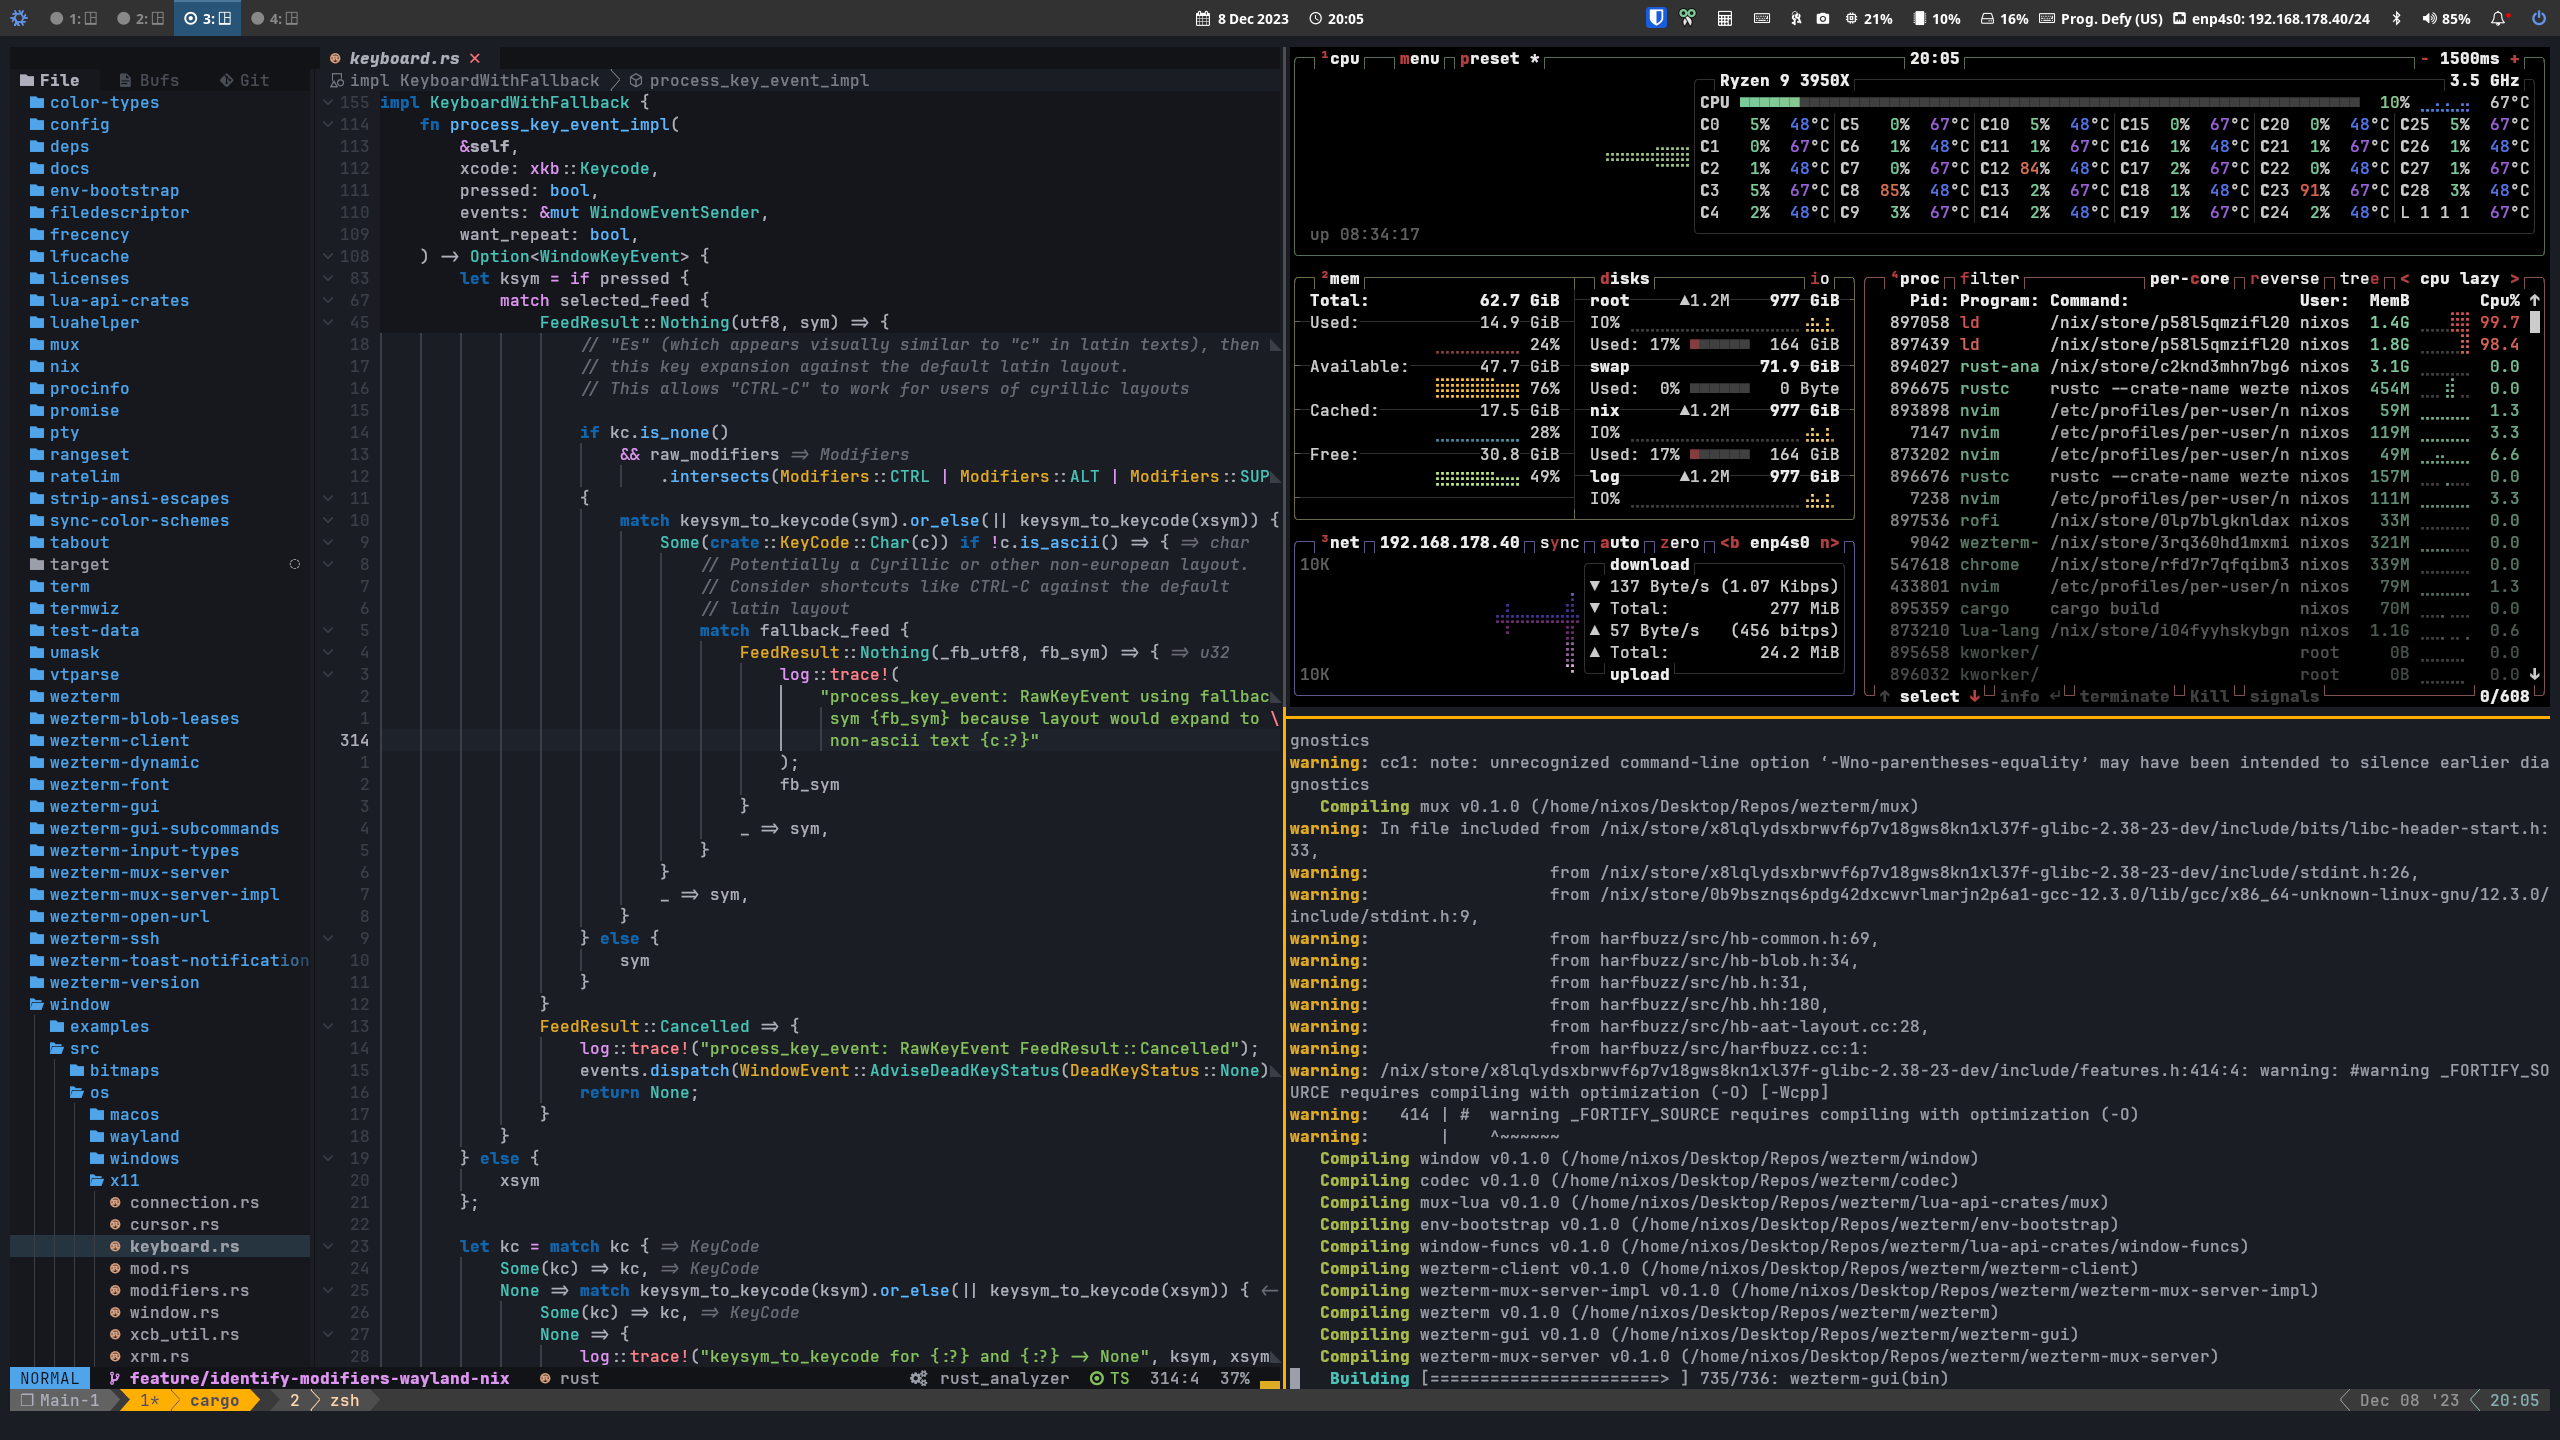 1: 2: 3: 4:
8 Dec 2023 20:05
21% 10% 16% Prog. Defy (US) enp4s0: 192.168.178.40/24 85%
keyboard.rs ✕
File Bufs Git
impl KeyboardWithFallback > process_key_event_impl
color-types
config
deps
docs
env-bootstrap
filedescriptor
frecency
lfucache
licenses
lua-api-crates
luahelper
mux
nix
procinfo
promise
pty
rangeset
ratelim
strip-ansi-escapes
sync-color-schemes
tabout
target
term
termwiz
test-data
umask
vtparse
wezterm
wezterm-blob-leases
wezterm-client
wezterm-dynamic
wezterm-font
wezterm-gui
wezterm-gui-subcommands
wezterm-input-types
wezterm-mux-server
wezterm-mux-server-impl
wezterm-open-url
wezterm-ssh
wezterm-toast-notification
wezterm-version
window
examples
src
bitmaps
os
macos
wayland
windows
x11
connection.rs
cursor.rs
keyboard.rs
mod.rs
modifiers.rs
window.rs
xcb_util.rs
xrm.rs
155 impl KeyboardWithFallback {
114 fn process_key_event_impl(
113 &self,
112 xcode: xkb::Keycode,
111 pressed: bool,
110 events: &mut WindowEventSender,
109 want_repeat: bool,
108 ) -> Option<WindowKeyEvent> {
83 let ksym = if pressed {
67 match selected_feed {
45 FeedResult::Nothing(utf8, sym) => {
18 // "Es" (which appears visually similar to "c" in latin texts), then
17 // this key expansion against the default latin layout.
16 // This allows "CTRL-C" to work for users of cyrillic layouts
15
14 if kc.is_none()
13 && raw_modifiers => Modifiers
12 .intersects(Modifiers::CTRL | Modifiers::ALT | Modifiers::SUP
11 {
10 match keysym_to_keycode(sym).or_else(|| keysym_to_keycode(xsym)) {
9 Some(crate::KeyCode::Char(c)) if !c.is_ascii() => { => char
8 // Potentially a Cyrillic or other non-european layout.
7 // Consider shortcuts like CTRL-C against the default
6 // latin layout
5 match fallback_feed {
4 FeedResult::Nothing(_fb_utf8, fb_sym) => { => u32
3 log::trace!(
2 "process_key_event: RawKeyEvent using fallbac
1 sym {fb_sym} because layout would expand to \
314 non-ascii text {c:?}"
1 );
2 fb_sym
3 }
4 _ => sym,
5 }
6 }
7 _ => sym,
8 }
9 } else {
10 sym
11 }
12 }
13 FeedResult::Cancelled => {
14 log::trace!("process_key_event: RawKeyEvent FeedResult::Cancelled");
15 events.dispatch(WindowEvent::AdviseDeadKeyStatus(DeadKeyStatus::None)
16 return None;
17 }
18 }
19 } else {
20 xsym
21 };
22
23 let kc = match kc { => KeyCode
24 Some(kc) => kc, => KeyCode
25 None => match keysym_to_keycode(ksym).or_else(|| keysym_to_keycode(xsym)) { <-
26 Some(kc) => kc, => KeyCode
27 None => {
28 log::trace!("keysym_to_keycode for {:?} and {:?} -> None", ksym, xsym
NORMAL feature/identify-modifiers-wayland-nix rust rust_analyzer TS 314:4 37%
Main-1 1* cargo 2 zsh Dec 08 '23 20:05
¹cpu menu preset * 20:05 - 1500ms +
Ryzen 9 3950X 3.5 GHz
CPU 10% 67°C
C0 5% 48°C C5 0% 67°C C10 5% 48°C C15 0% 67°C C20 0% 48°C C25 5% 67°C
C1 0% 67°C C6 1% 48°C C11 1% 67°C C16 1% 48°C C21 1% 67°C C26 1% 48°C
C2 1% 48°C C7 0% 67°C C12 84% 48°C C17 2% 67°C C22 0% 48°C C27 1% 67°C
C3 5% 67°C C8 85% 48°C C13 2% 67°C C18 1% 48°C C23 91% 67°C C28 3% 48°C
C4 2% 48°C C9 3% 67°C C14 2% 48°C C19 1% 67°C C24 2% 48°C L 1 1 1 67°C
up 08:34:17
²mem
Total: 62.7 GiB
Used: 14.9 GiB
24%
Available: 47.7 GiB
76%
Cached: 17.5 GiB
28%
Free: 30.8 GiB
49%
disks io
root ▲1.2M 977 GiB
IO%
Used: 17% 164 GiB
swap 71.9 GiB
Used: 0% 0 Byte
nix ▲1.2M 977 GiB
IO%
Used: 17% 164 GiB
log ▲1.2M 977 GiB
IO%
³net 192.168.178.40 sync auto zero <b enp4s0 n>
10K
download
▼ 137 Byte/s (1.07 Kibps)
▼ Total: 277 MiB
▲ 57 Byte/s (456 bitps)
▲ Total: 24.2 MiB
upload
10K
⁴proc filter per-core reverse tree < cpu lazy >
Pid: Program: Command: User: MemB Cpu% ↑
897058 ld /nix/store/p58l5qmzifl20 nixos 1.4G 99.7
897439 ld /nix/store/p58l5qmzifl20 nixos 1.8G 98.4
894027 rust-ana /nix/store/c2knd3mhn7bg6 nixos 3.1G 0.0
896675 rustc rustc --crate-name wezte nixos 454M 0.0
893898 nvim /etc/profiles/per-user/n nixos 59M 1.3
7147 nvim /etc/profiles/per-user/n nixos 119M 3.3
873202 nvim /etc/profiles/per-user/n nixos 49M 6.6
896676 rustc rustc --crate-name wezte nixos 157M 0.0
7238 nvim /etc/profiles/per-user/n nixos 111M 3.3
897536 rofi /nix/store/0lp7blgknldax nixos 33M 0.0
9042 wezterm- /nix/store/3rq360hd1mxmi nixos 321M 0.0
547618 chrome /nix/store/rfd7r7qfqibm3 nixos 339M 0.0
433801 nvim /etc/profiles/per-user/n nixos 79M 1.3
895359 cargo cargo build nixos 70M 0.0
873210 lua-lang /nix/store/i04fyyhskybgn nixos 1.1G 0.6
895658 kworker/ root 0B 0.0
896032 kworker/ root 0B 0.0 ↓
↑ select ↓ info ↵ terminate Kill signals 0/608
gnostics
warning: cc1: note: unrecognized command-line option ‘-Wno-parentheses-equality’ may have been intended to silence earlier dia
gnostics
Compiling mux v0.1.0 (/home/nixos/Desktop/Repos/wezterm/mux)
warning: In file included from /nix/store/x8lqlydsxbrwvf6p7v18gws8kn1xl37f-glibc-2.38-23-dev/include/bits/libc-header-start.h:
33,
warning: from /nix/store/x8lqlydsxbrwvf6p7v18gws8kn1xl37f-glibc-2.38-23-dev/include/stdint.h:26,
warning: from /nix/store/0b9bsznqs6pdg42dxcwvrlmarjn2p6a1-gcc-12.3.0/lib/gcc/x86_64-unknown-linux-gnu/12.3.0/
include/stdint.h:9,
warning: from harfbuzz/src/hb-common.h:69,
warning: from harfbuzz/src/hb-blob.h:34,
warning: from harfbuzz/src/hb.h:31,
warning: from harfbuzz/src/hb.hh:180,
warning: from harfbuzz/src/hb-aat-layout.cc:28,
warning: from harfbuzz/src/harfbuzz.cc:1:
warning: /nix/store/x8lqlydsxbrwvf6p7v18gws8kn1xl37f-glibc-2.38-23-dev/include/features.h:414:4: warning: #warning _FORTIFY_SO
URCE requires compiling with optimization (-O) [-Wcpp]
warning: 414 | # warning _FORTIFY_SOURCE requires compiling with optimization (-O)
warning: | ^~~~~~~
Compiling window v0.1.0 (/home/nixos/Desktop/Repos/wezterm/window)
Compiling codec v0.1.0 (/home/nixos/Desktop/Repos/wezterm/codec)
Compiling mux-lua v0.1.0 (/home/nixos/Desktop/Repos/wezterm/lua-api-crates/mux)
Compiling env-bootstrap v0.1.0 (/home/nixos/Desktop/Repos/wezterm/env-bootstrap)
Compiling window-funcs v0.1.0 (/home/nixos/Desktop/Repos/wezterm/lua-api-crates/window-funcs)
Compiling wezterm-client v0.1.0 (/home/nixos/Desktop/Repos/wezterm/wezterm-client)
Compiling wezterm-mux-server-impl v0.1.0 (/home/nixos/Desktop/Repos/wezterm/wezterm-mux-server-impl)
Compiling wezterm v0.1.0 (/home/nixos/Desktop/Repos/wezterm/wezterm)
Compiling wezterm-gui v0.1.0 (/home/nixos/Desktop/Repos/wezterm/wezterm-gui)
Compiling wezterm-mux-server v0.1.0 (/home/nixos/Desktop/Repos/wezterm/wezterm-mux-server)
Building [=======================> ] 735/736: wezterm-gui(bin)